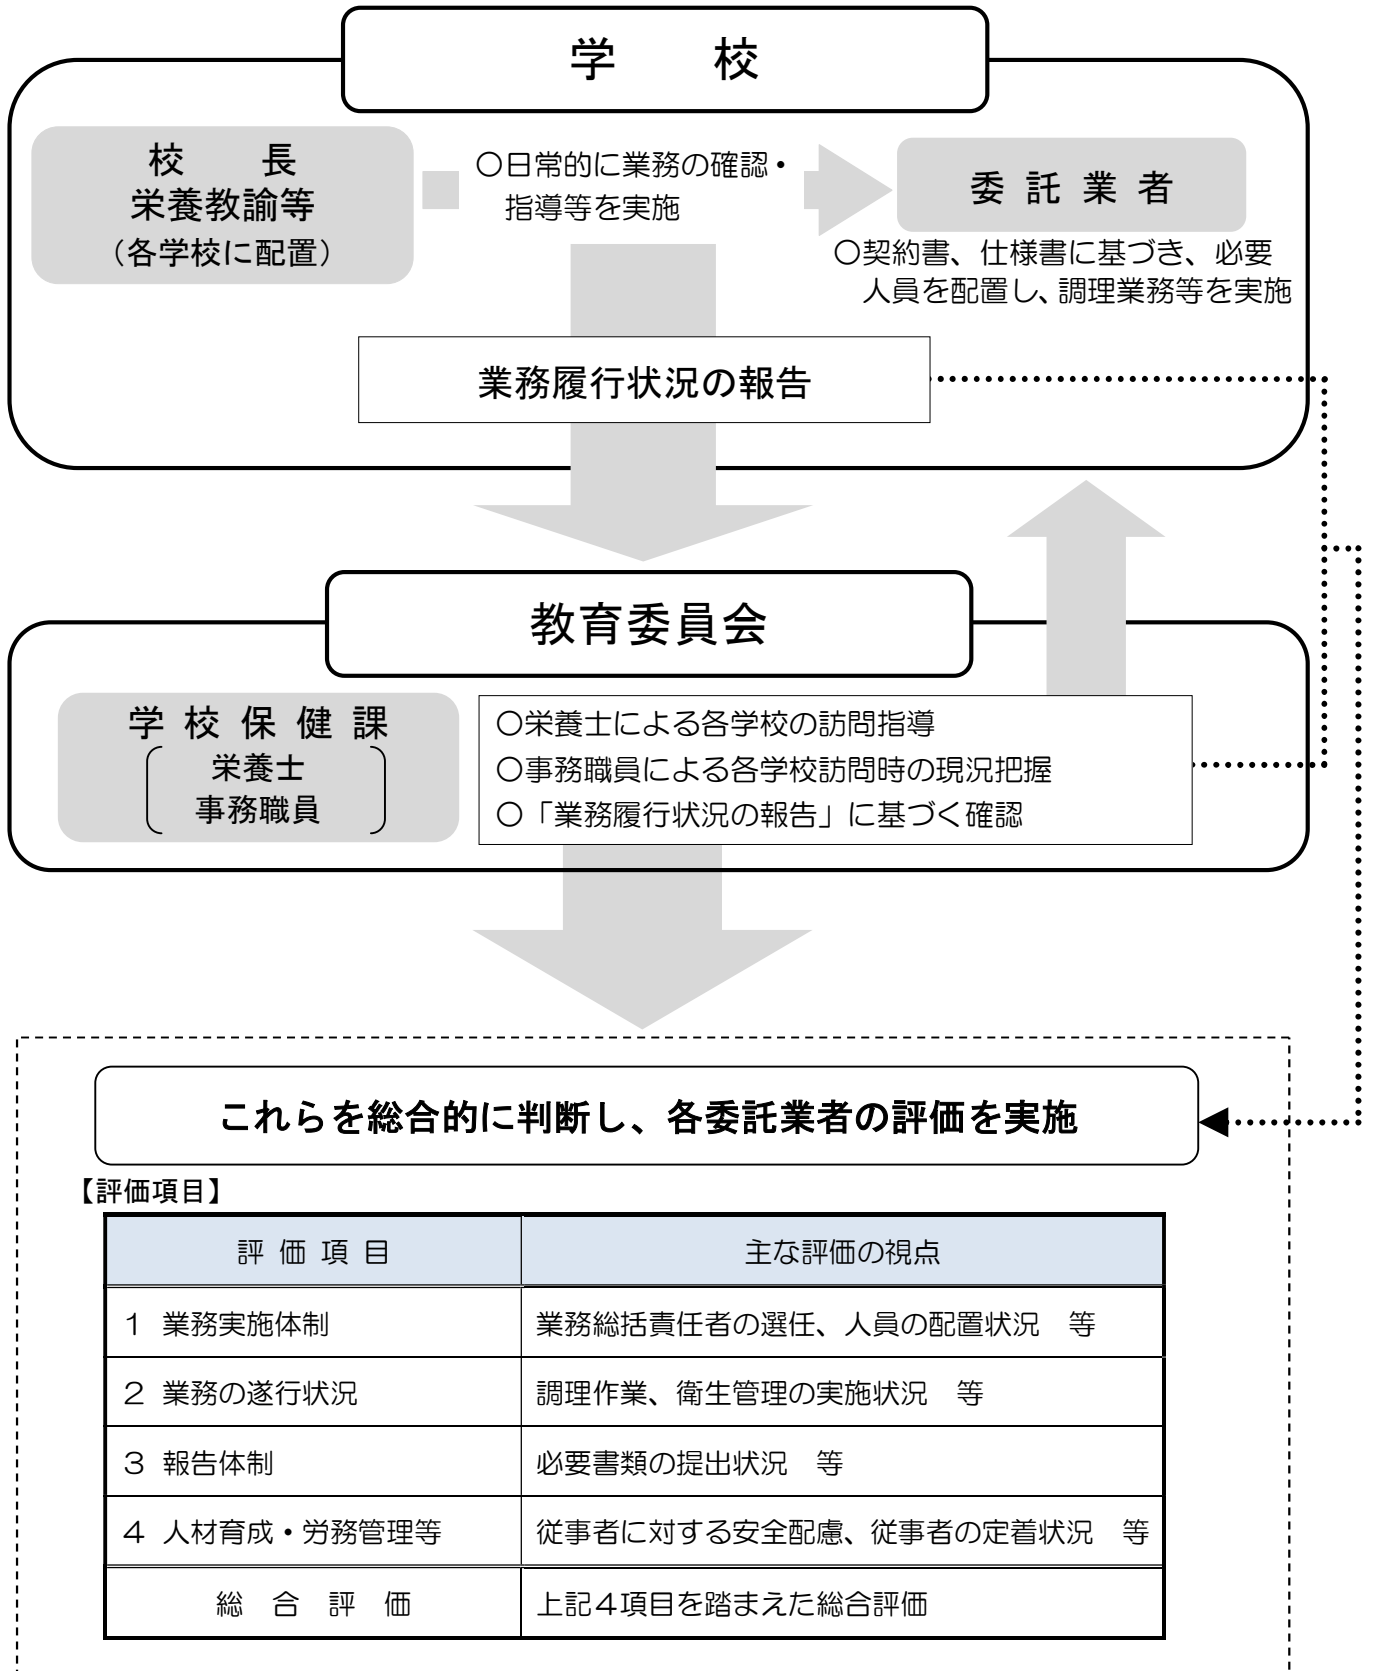 学　　校
校　　長
栄養教諭等
（各学校に配置）
〇日常的に業務の確認・
指導等を実施
委 託 業 者
〇契約書、仕様書に基づき、必要
人員を配置し、調理業務等を実施
業務履行状況の報告
教育委員会
学 校 保 健 課
栄養士
事務職員
〇栄養士による各学校の訪問指導
〇事務職員による各学校訪問時の現況把握
〇「業務履行状況の報告」に基づく確認
これらを総合的に判断し、各委託業者の評価を実施
【評価項目】
評 価 項 目　主な評価の視点
１ 業務実施体制　業務総括責任者の選任、人員の配置状況　等
２ 業務の遂行状況　調理作業、衛生管理の実施状況　等
３ 報告体制　必要書類の提出状況　等
４ 人材育成・労務管理等　従事者に対する安全配慮、従事者の定着状況　等
総　合　評　価　上記４項目を踏まえた総合評価